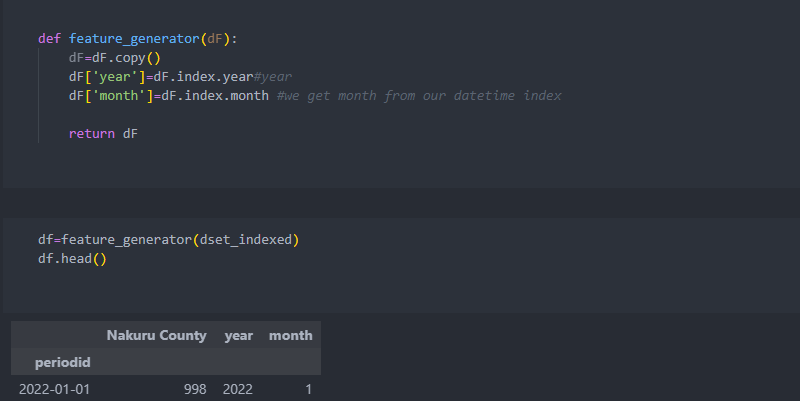 def feature_generator(dF):
dF=dF.copy()
dF['year']=dF.index.year#year
dF['month']=dF.index.month #we get month from our datetime index
return dF
df=feature_generator(dset_indexed)
df.head()
Nakuru County year month
periodid
2022-01-01 998 2022 1